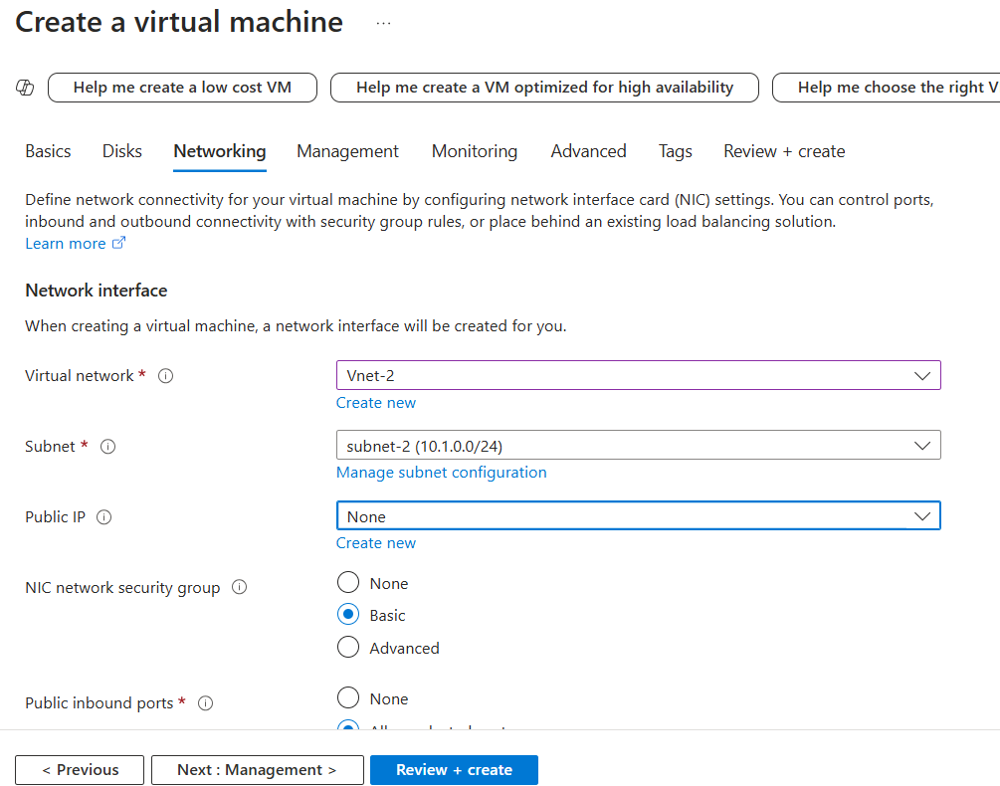 Create a virtual machine ...
Help me create a low cost VM
Help me create a VM optimized for high availability
Help me choose the right V
Basics Disks Networking Management Monitoring Advanced Tags Review + create
Define network connectivity for your virtual machine by configuring network interface card (NIC) settings. You can control ports,
inbound and outbound connectivity with security group rules, or place behind an existing load balancing solution.
Learn more
Network interface
When creating a virtual machine, a network interface will be created for you.
Virtual network *
Vnet-2
Create new
Subnet *
subnet-2 (10.1.0.0/24)
Manage subnet configuration
Public IP
None
Create new
NIC network security group
None
Basic
Advanced
Public inbound ports *
None
< Previous
Next : Management >
Review + create